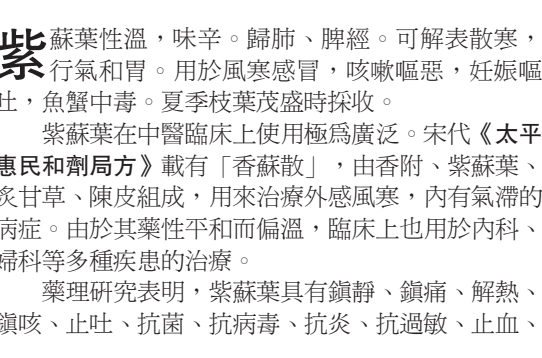 紫蘇葉性溫，味辛。歸肺、脾經。可解表散寒，
行氣和胃。用於風寒感冒，咳嗽嘔惡，妊娠嘔
吐，魚蟹中毒。夏季枝葉茂盛時採收。
紫蘇葉在中醫臨床上使用極爲廣泛。宋代《太平
惠民和劑局方》載有「香蘇散」，由香附、紫蘇葉、
炙甘草、陳皮組成，用來治療外感風寒，內有氣滯的
病症。由於其藥性平和而偏溫，臨床上也用於內科、
婦科等多種疾患的治療。
藥理研究表明，紫蘇葉具有鎮靜、鎮痛、解熱、
鎮咳、止吐、抗菌、抗病毒、抗炎、抗過敏、止血、